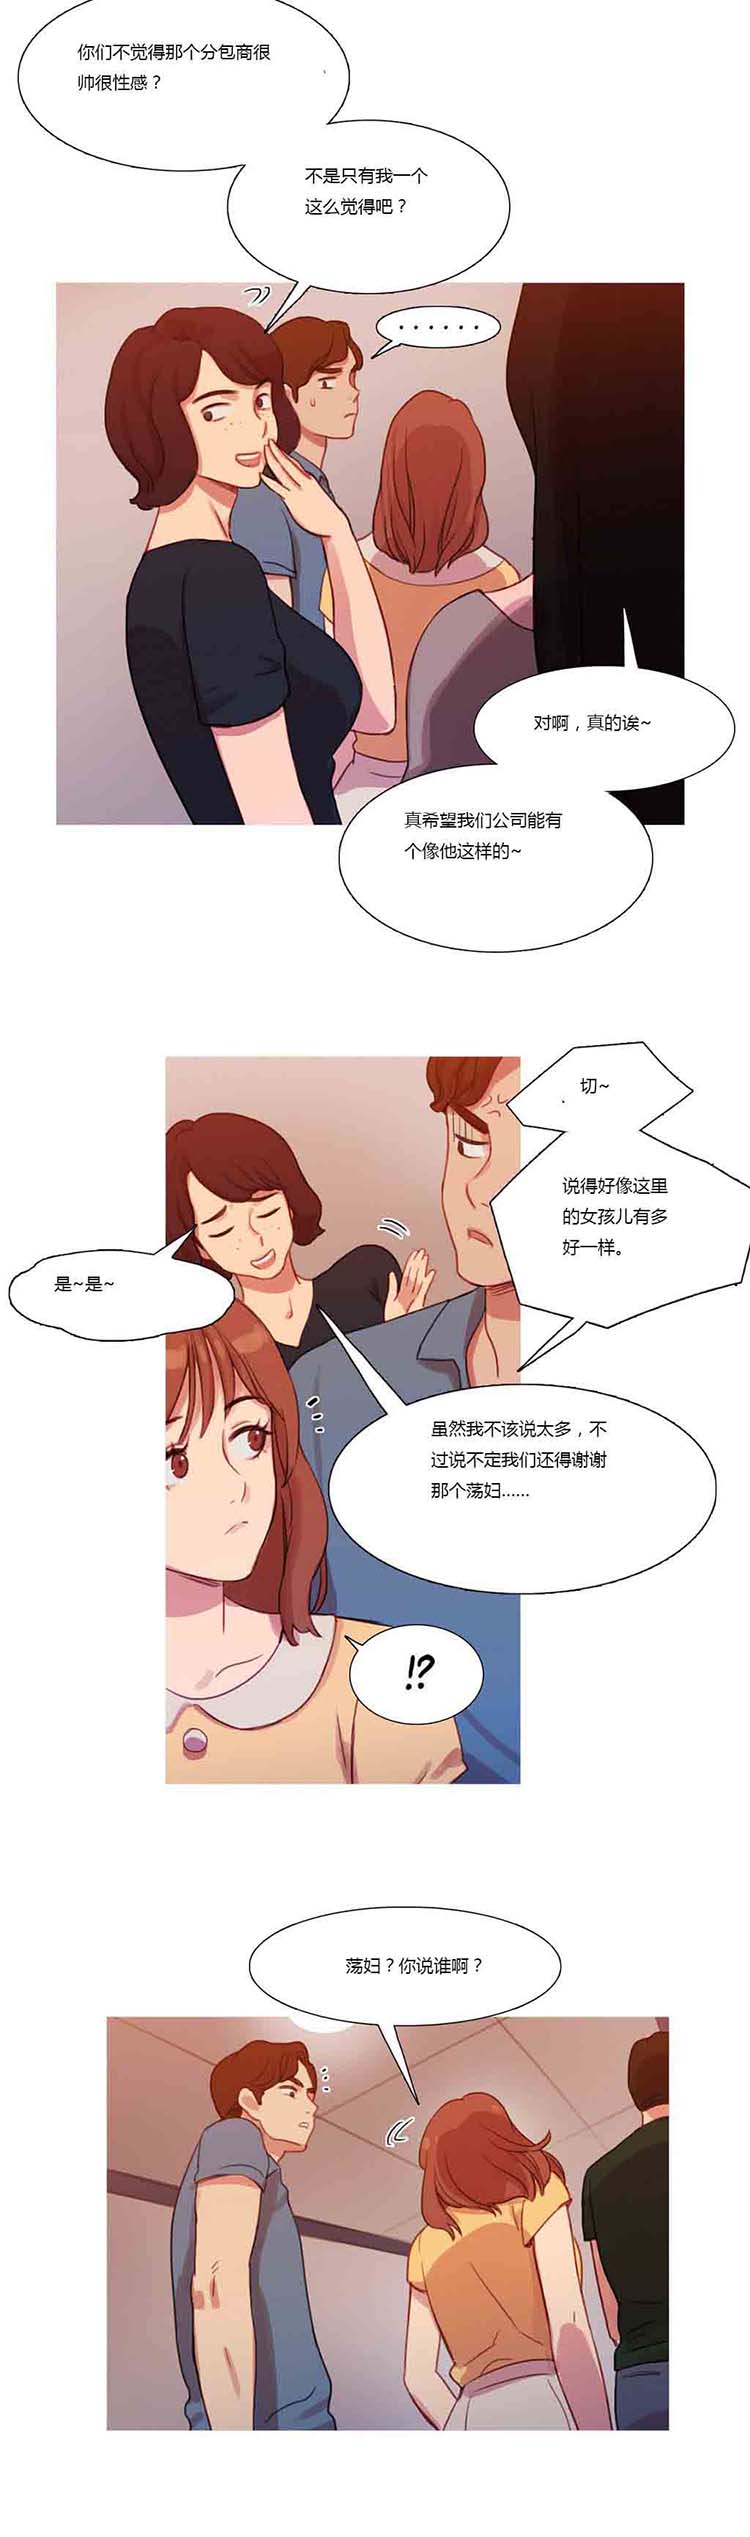 你们不觉得那个分包商很
帅很性感？
不是只有我一个
这么觉得吧？
······
对啊，真的诶~
真希望我们公司能有
个像他这样的~
切~
说得好像这里
的女孩儿有多
好一样。
是~是~
虽然我不该说太多，不
过说不定我们还得谢谢
那个荡妇……
!?
荡妇？你说谁啊？